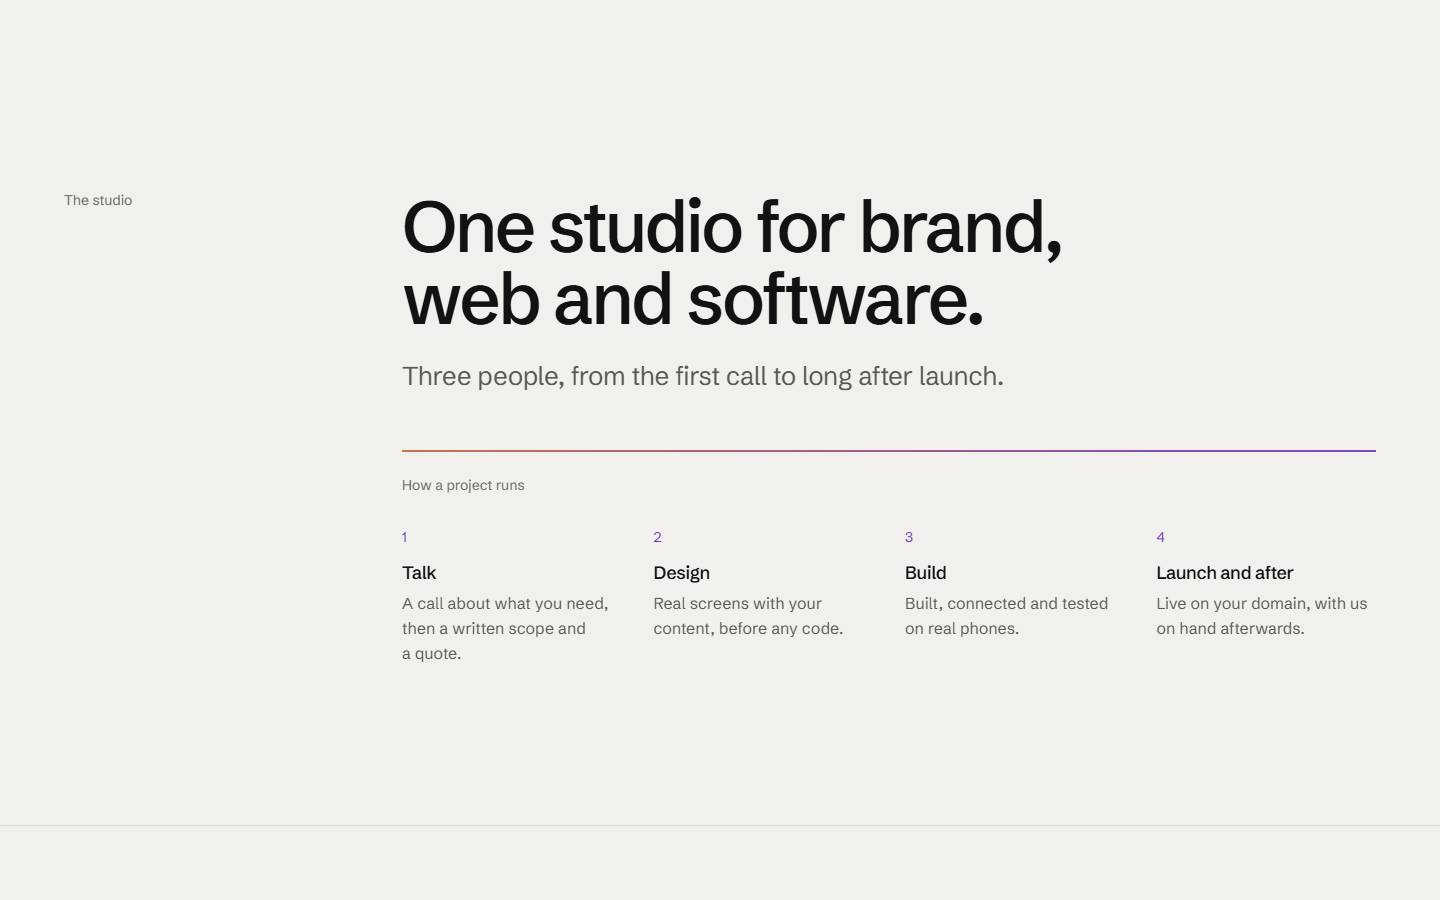 The studio
One studio for brand,
web and software.
Three people, from the first call to long after launch.
How a project runs
1
Talk
A call about what you need,
then a written scope and
a quote.
2
Design
Real screens with your
content, before any code.
3
Build
Built, connected and tested
on real phones.
4
Launch and after
Live on your domain, with us
on hand afterwards.